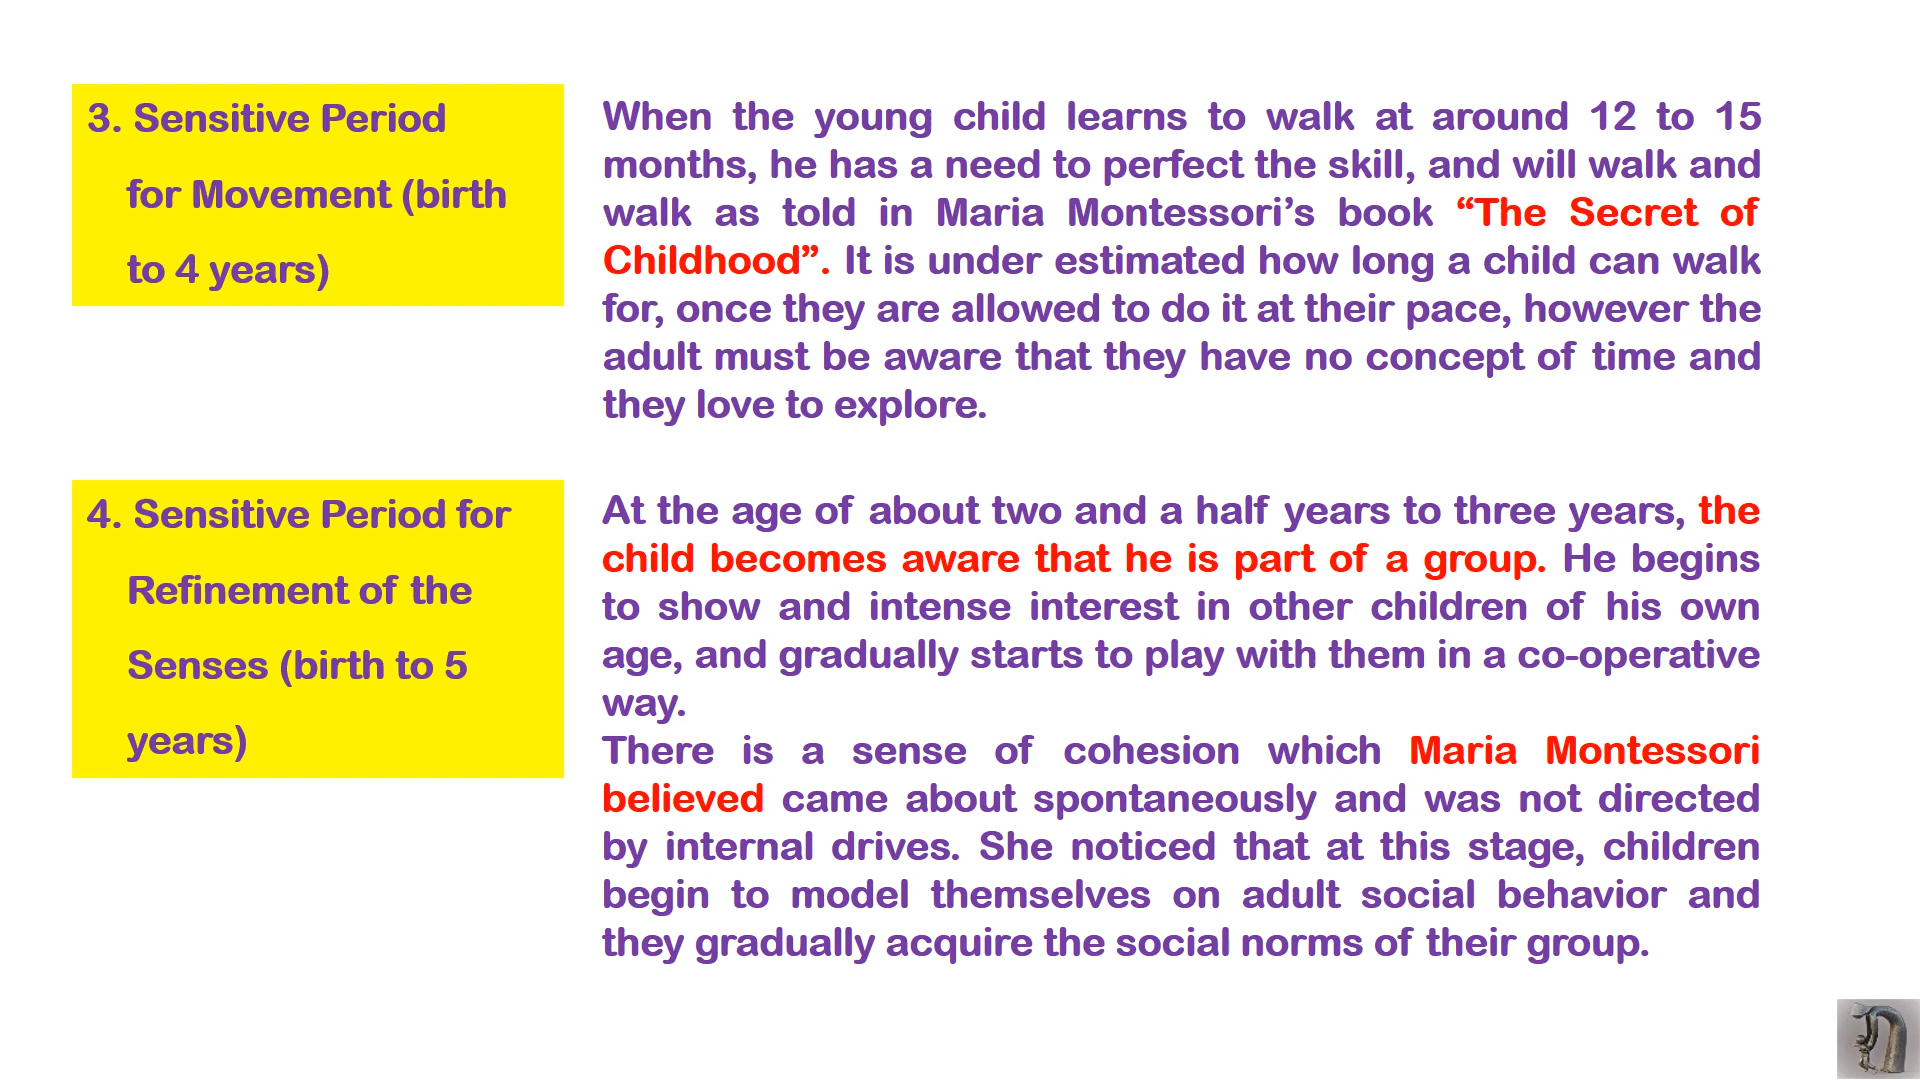 3. Sensitive Period
for Movement (birth
to 4 years)
When the young child learns to walk at around 12 to 15
months, he has a need to perfect the skill, and will walk and
walk as told in Maria Montessori’s book “The Secret of
Childhood”. It is under estimated how long a child can walk
for, once they are allowed to do it at their pace, however the
adult must be aware that they have no concept of time and
they love to explore.
4. Sensitive Period for
Refinement of the
Senses (birth to 5
years)
At the age of about two and a half years to three years, the
child becomes aware that he is part of a group. He begins
to show and intense interest in other children of his own
age, and gradually starts to play with them in a co-operative
way.
There is a sense of cohesion which Maria Montessori
believed came about spontaneously and was not directed
by internal drives. She noticed that at this stage, children
begin to model themselves on adult social behavior and
they gradually acquire the social norms of their group.